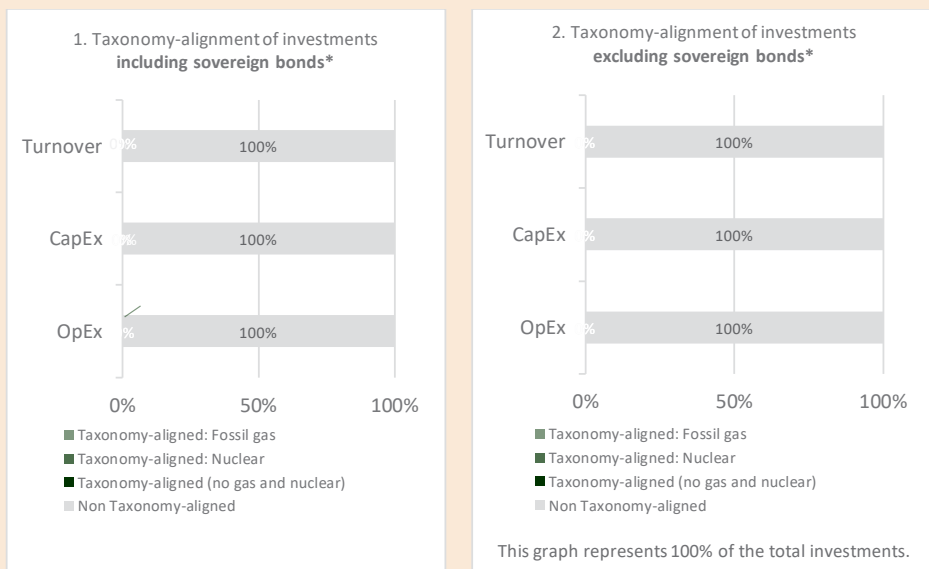 1. Taxonomy-alignment of investments
including sovereign bonds*
Turnover
100%
CapEx
100%
OpEx
100%
0% 50% 100%
Taxonomy-aligned: Fossil gas
Taxonomy-aligned: Nuclear
Taxonomy-aligned (no gas and nuclear)
Non Taxonomy-aligned
2. Taxonomy-alignment of investments
excluding sovereign bonds*
Turnover
100%
CapEx
100%
OpEx
100%
0% 50% 100%
Taxonomy-aligned: Fossil gas
Taxonomy-aligned: Nuclear
Taxonomy-aligned (no gas and nuclear)
Non Taxonomy-aligned
This graph represents 100% of the total investments.